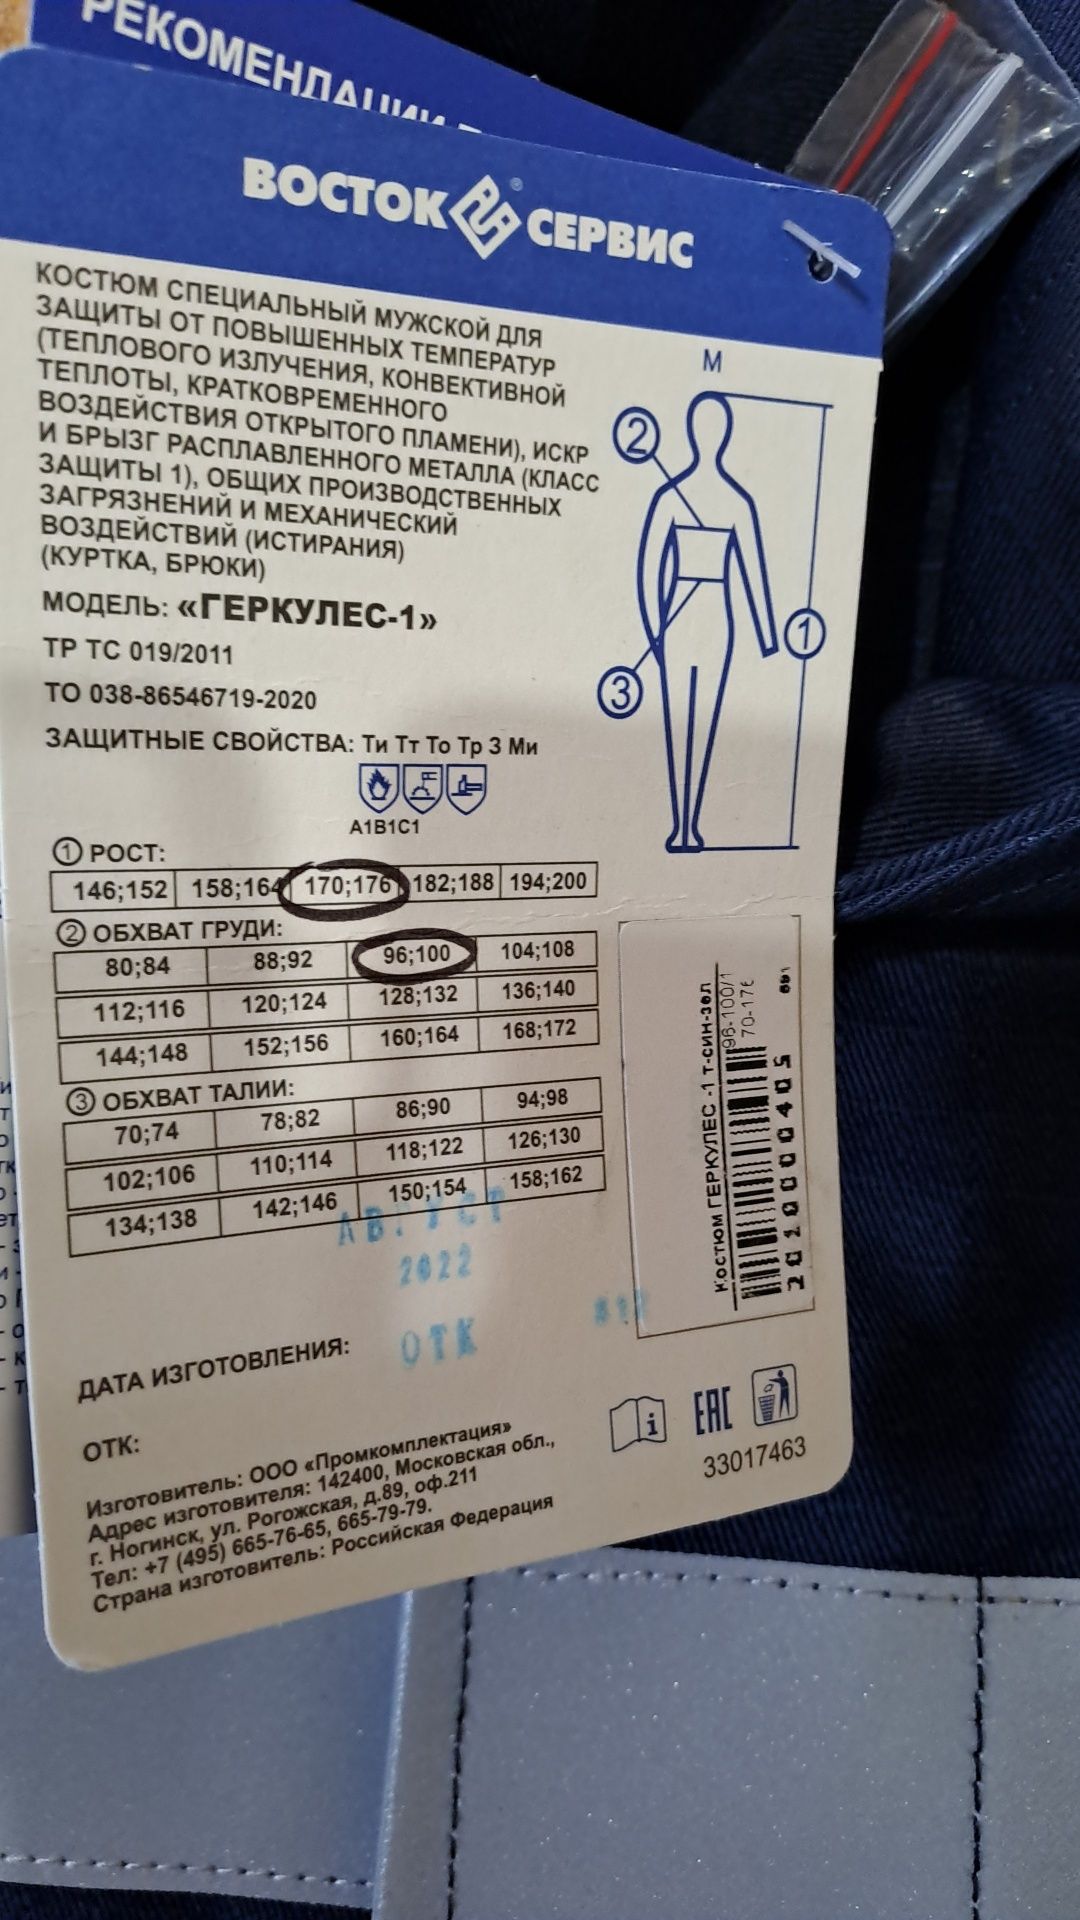 РЕКОМЕНДАЦИИ
ВОСТОК СЕРВИС
®
КОСТЮМ СПЕЦИАЛЬНЫЙ МУЖСКОЙ ДЛЯ
ЗАЩИТЫ ОТ ПОВЫШЕННЫХ ТЕМПЕРАТУР
(ТЕПЛОВОГО ИЗЛУЧЕНИЯ, КОНВЕКТИВНОЙ
ТЕПЛОТЫ, КРАТКОВРЕМЕННОГО
ВОЗДЕЙСТВИЯ ОТКРЫТОГО ПЛАМЕНИ), ИСКР
И БРЫЗГ РАСПЛАВЛЕННОГО МЕТАЛЛА (КЛАСС
ЗАЩИТЫ 1), ОБЩИХ ПРОИЗВОДСТВЕННЫХ
ЗАГРЯЗНЕНИЙ И МЕХАНИЧЕСКИЙ
ВОЗДЕЙСТВИЙ (ИСТИРАНИЯ)
(КУРТКА, БРЮКИ)
МОДЕЛЬ: «ГЕРКУЛЕС-1»
ТР ТС 019/2011
ТО 038-86546719-2020
ЗАЩИТНЫЕ СВОЙСТВА: Ти Тт То Тр З Ми
А1В1С1
М
2
1
3
1 РОСТ:
146;152 158;164 170;176 182;188 194;200
2 ОБХВАТ ГРУДИ:
80;84 88;92 96;100 104;108
112;116 120;124 128;132 136;140
144;148 152;156 160;164 168;172
3 ОБХВАТ ТАЛИИ:
70;74 78;82 86;90 94;98
102;106 110;114 118;122 126;130
134;138 142;146 150;154 158;162
АВГУСТ
2022
ОТК
ДАТА ИЗГОТОВЛЕНИЯ:
ОТК:
Изготовитель: ООО «Промкомплектация»
Адрес изготовителя: 142400, Московская обл.,
г. Ногинск, ул. Рогожская, д.89, оф.211
Тел: +7 (495) 665-76-65, 665-79-79.
Страна изготовитель: Российская Федерация
Костюм ГЕРКУЛЕС -1 т-син-зол
96-100/1
70-176
691
2010000405
i
ЕАС
33017463